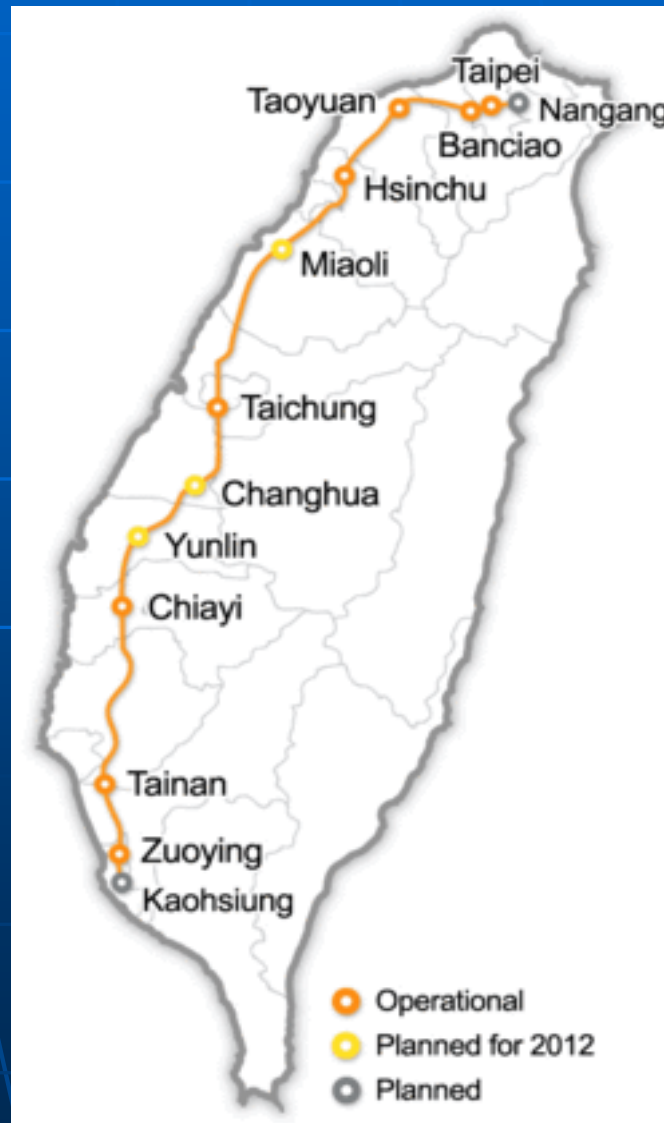 Taipei
Taoyuan
Nangang
Banciao
Hsinchu
Miaoli
Taichung
Changhua
Yunlin
Chiayi
Tainan
Zuoying
Kaohsiung
Operational
Planned for 2012
Planned